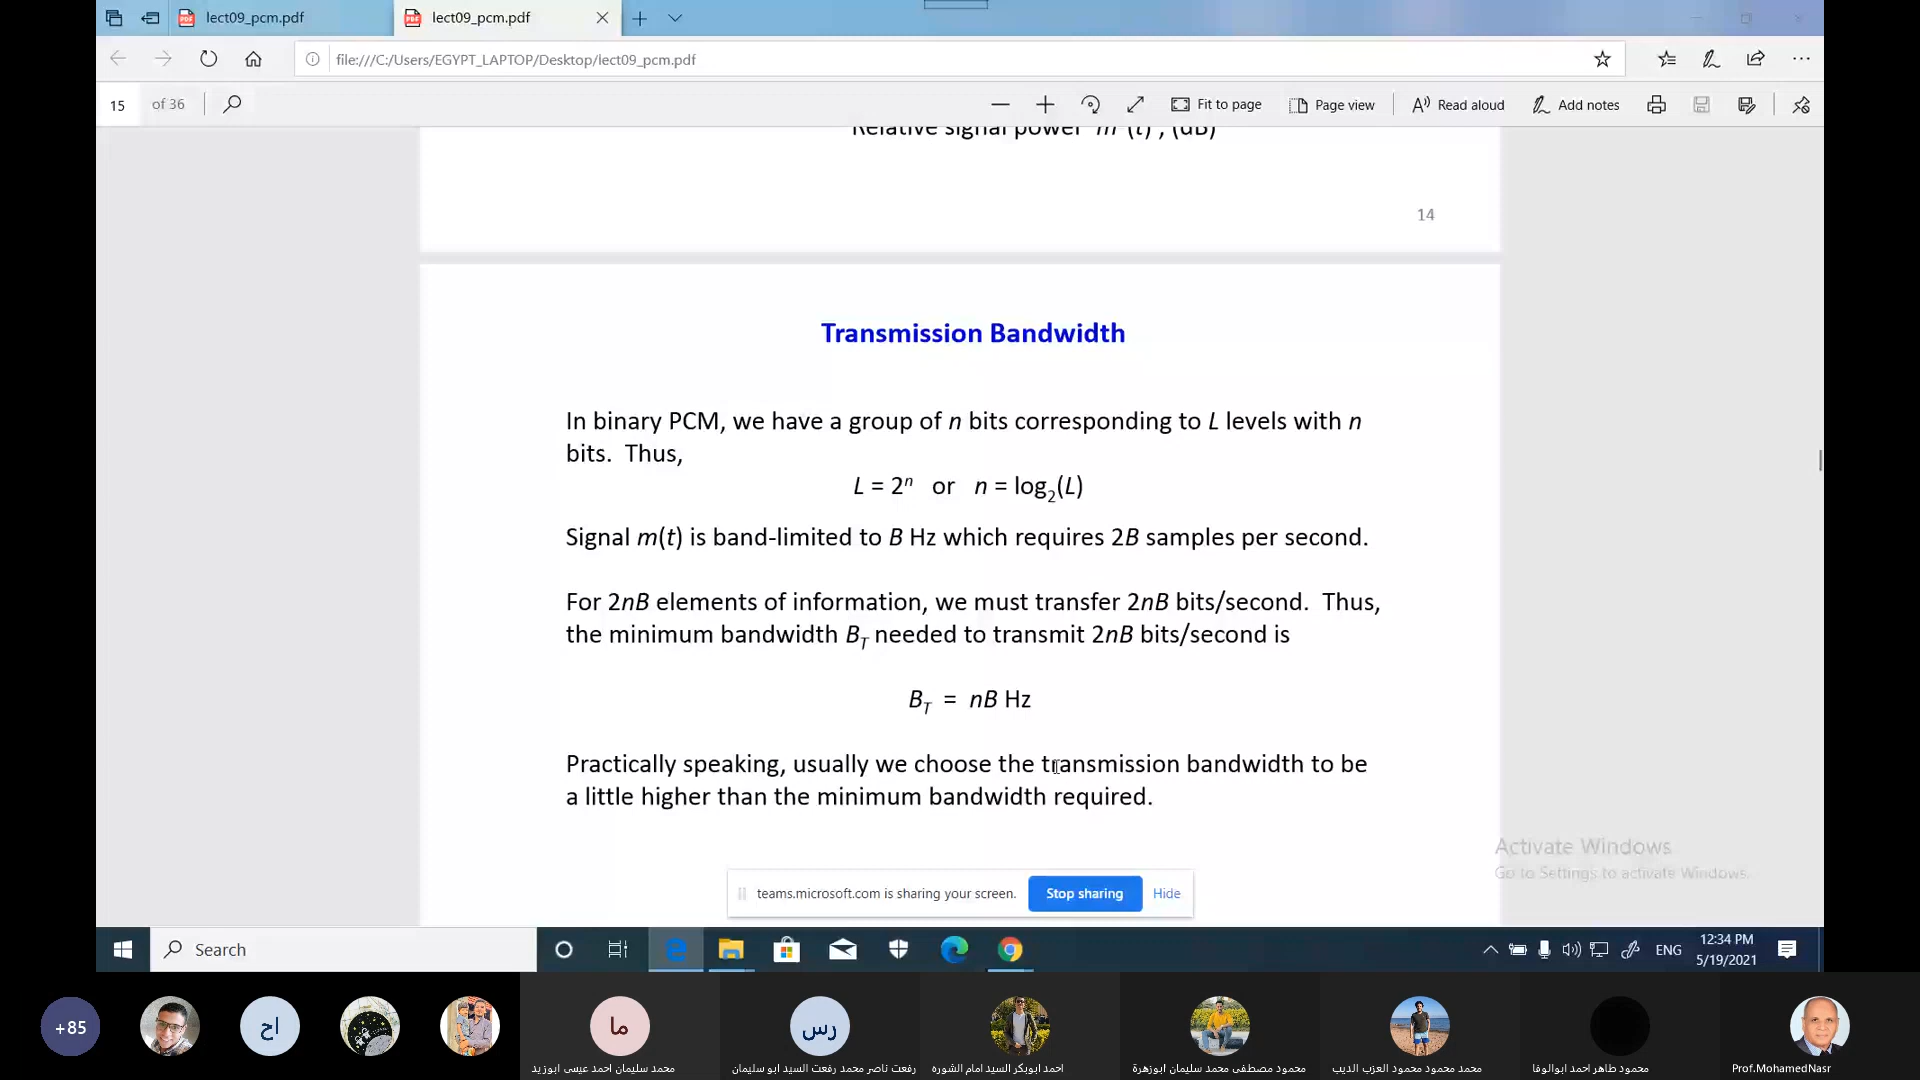 lect09_pcm.pdf
lect09_pcm.pdf
file:///C:/Users/EGYPT_LAPTOP/Desktop/lect09_pcm.pdf
15 of 36
Fit to page
Page view
Read aloud
Add notes
Relative signal power m (t) , (dB)
14
Transmission Bandwidth
In binary PCM, we have a group of n bits corresponding to L levels with n
bits. Thus,
L = 2ⁿ or n = log₂(L)
Signal m(t) is band-limited to B Hz which requires 2B samples per second.
For 2nB elements of information, we must transfer 2nB bits/second. Thus,
the minimum bandwidth B_T needed to transmit 2nB bits/second is
B_T = nB Hz
Practically speaking, usually we choose the transmission bandwidth to be
a little higher than the minimum bandwidth required.
Activate Windows
Go to Settings to activate Windows.
teams.microsoft.com is sharing your screen.
Stop sharing
Hide
Search
ENG
12:34 PM
5/19/2021
+85
اح
ما
رس
محمد سليمان احمد عيسى ابوزيد
رفعت ناصر محمد رفعت السيد ابو سليمان
احمد ابوبكر السيد امام الشوره
محمود مصطفى محمد سليمان ابوزهرة
محمد محمود محمود العزب الديب
محمود طاهر احمد ابوالوفا
Prof.MohamedNasr